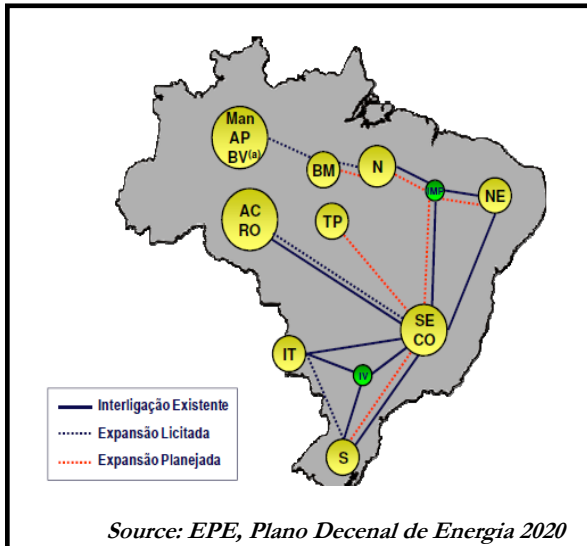 Man
AP
BV(a)
BM
N
IMP
NE
AC
RO
TP
SE
CO
IT
IV
S
Interligação Existente
Expansão Licitada
Expansão Planejada
Source: EPE, Plano Decenal de Energia 2020